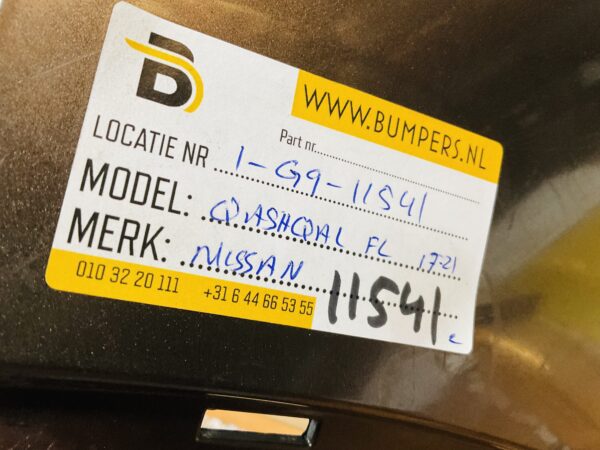 B
WWW.BUMPERS.NL
Part nr.
LOCATIE NR 1-G9-11541
MODEL: QASHQAI FL 17-21
MERK: NISSAN
010 32 20 111 +31 6 44 66 53 55 11541